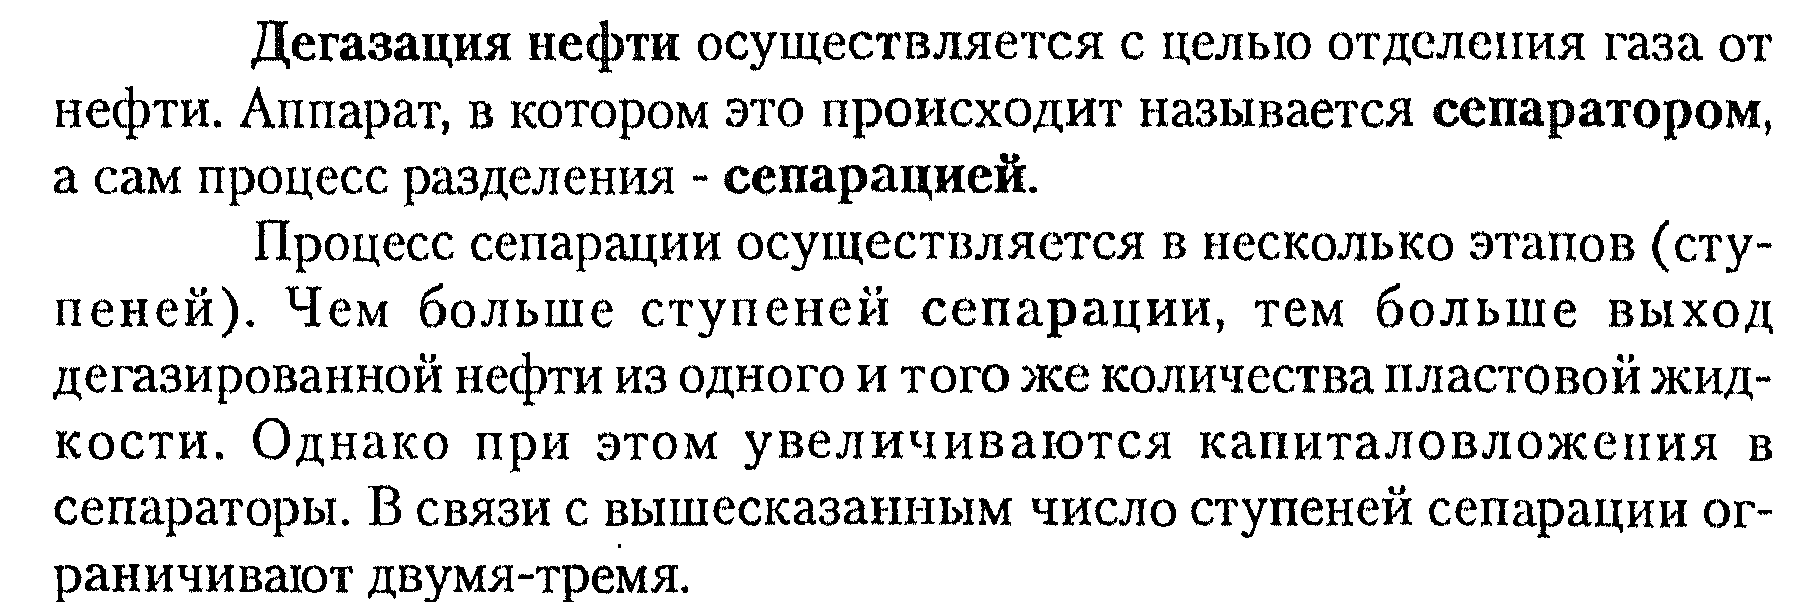 Дегазация нефти осуществляется с целью отделения газа от
нефти. Аппарат, в котором это происходит называется сепаратором,
а сам процесс разделения - сепарацией.
Процесс сепарации осуществляется в несколько этапов (сту-
пеней). Чем больше ступеней сепарации, тем больше выход
дегазированной нефти из одного и того же количества пластовой жид-
кости. Однако при этом увеличиваются капиталовложения в
сепараторы. В связи с вышесказанным число ступеней сепарации ог-
раничивают двумя-тремя.